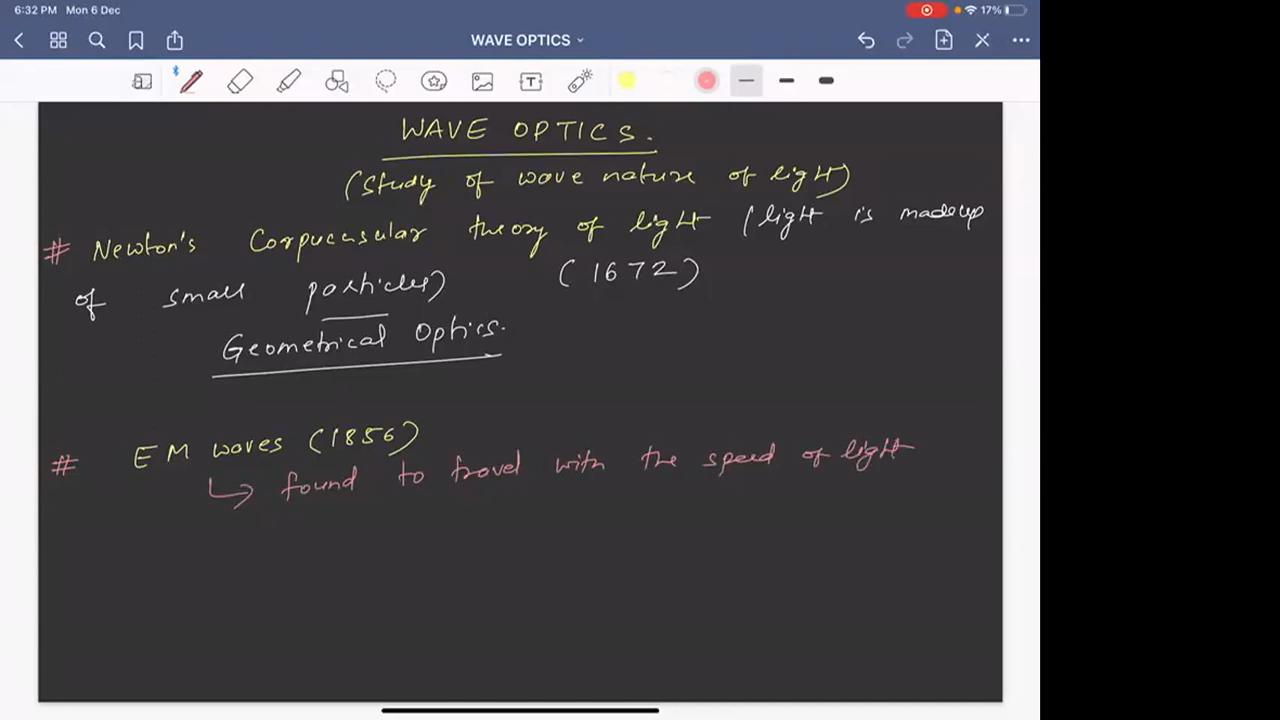 6:32 PM Mon 6 Dec
17%
WAVE OPTICS
T
WAVE OPTICS.
(study of wave nature of light)
# Newton's Corpucusular theory of light (light is madeup
of small particles) (1672)
Geometrical Optics.
# EM waves (1856)
found to travel with the speed of light